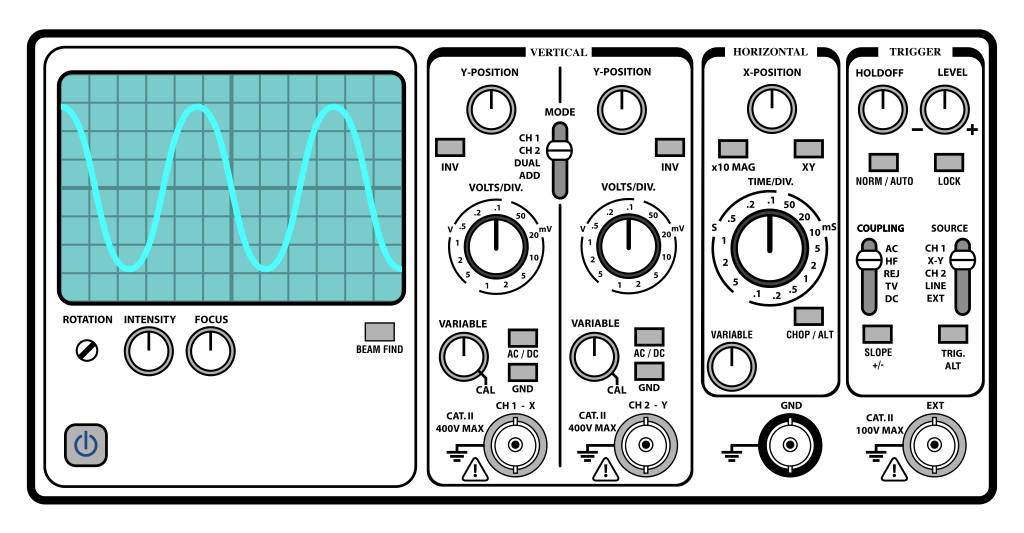 VERTICAL
HORIZONTAL
TRIGGER
Y-POSITION
Y-POSITION
MODE
CH 1
CH 2
DUAL
ADD
INV
INV
VOLTS/DIV.
V .5 .2 .1 50 20 mV
1 10
2 5
5 1 2
VOLTS/DIV.
V .5 .2 .1 50 20 mV
1 10
2 5
5 1 2
VARIABLE
CAL
AC / DC
GND
VARIABLE
CAL
AC / DC
GND
CH 1 - X
CAT. II
400V MAX
!
CH 2 - Y
CAT. II
400V MAX
!
X-POSITION
x10 MAG
XY
TIME/DIV.
S .5 .2 .1 50 20 10 mS
1 5
2 2
5 1
.1 .2 .5
CHOP / ALT
VARIABLE
GND
HOLDOFF
LEVEL
– +
NORM / AUTO
LOCK
COUPLING
AC
HF
REJ
TV
DC
SOURCE
CH 1
X-Y
CH 2
LINE
EXT
SLOPE
+/-
TRIG.
ALT
EXT
CAT. II
100V MAX
!
ROTATION
INTENSITY
FOCUS
BEAM FIND